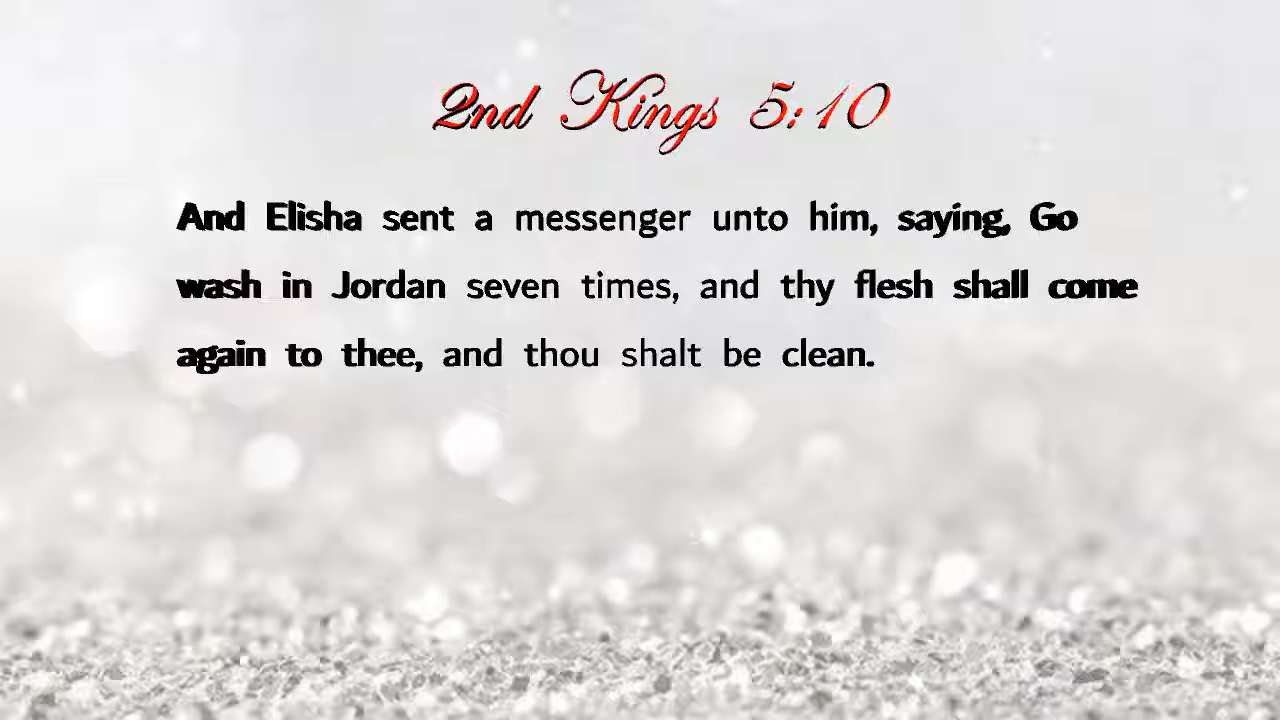 2nd Kings 5:10
And Elisha sent a messenger unto him, saying, Go
wash in Jordan seven times, and thy flesh shall come
again to thee, and thou shalt be clean.